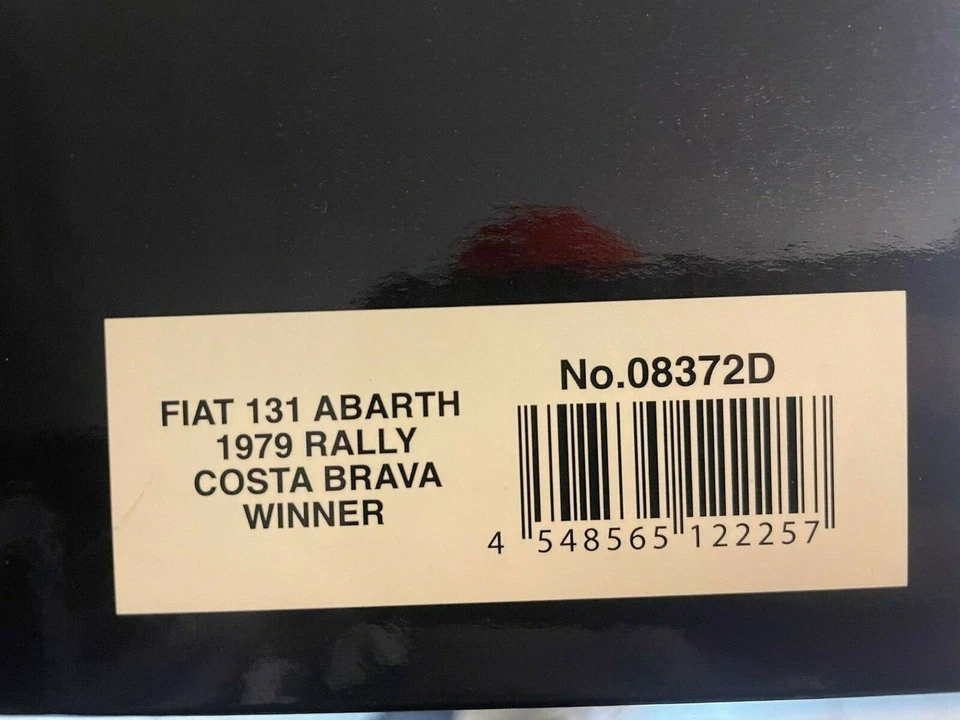 FIAT 131 ABARTH
1979 RALLY
COSTA BRAVA
WINNER
No.08372D
4 548565 122257